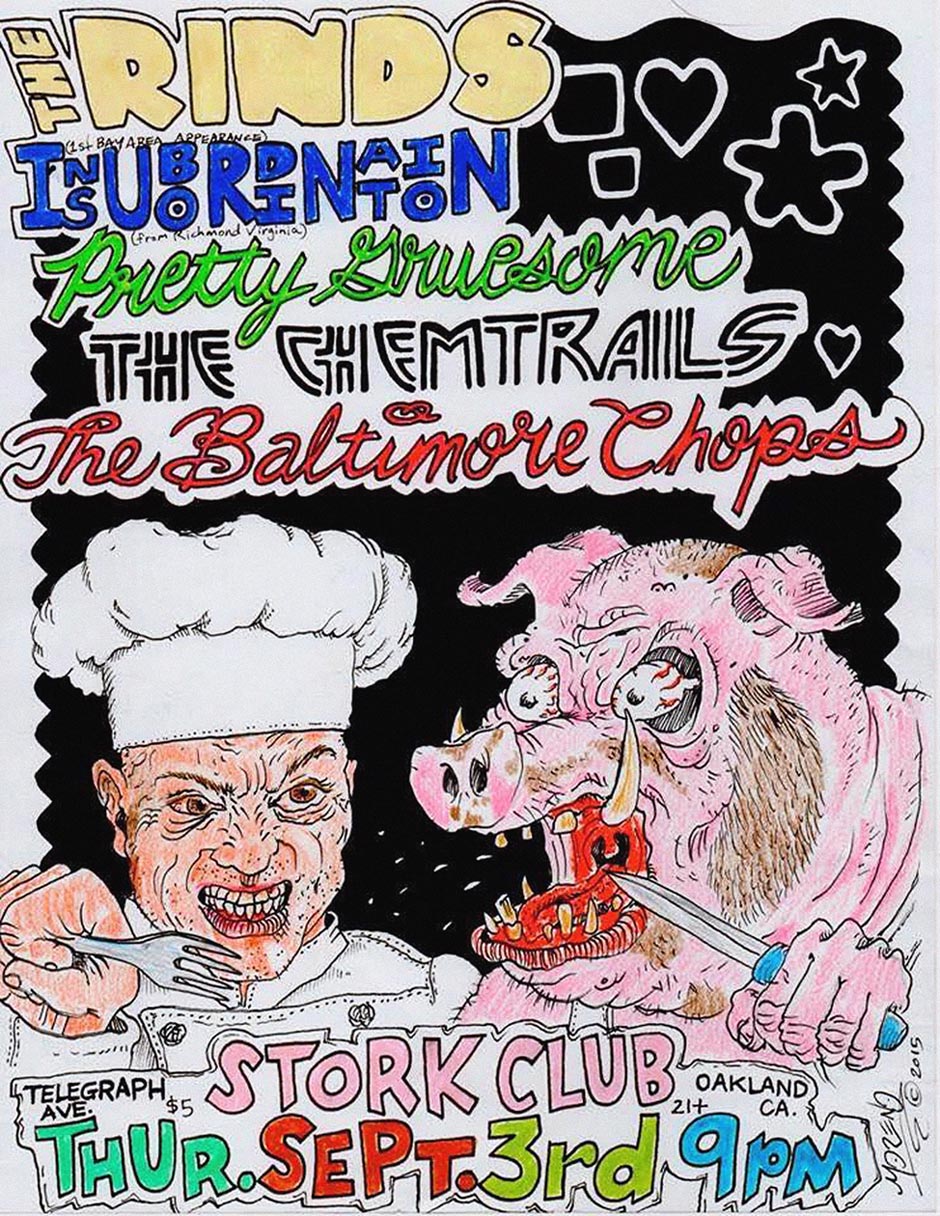 THE RINDS
(1st BAY AREA APPEARANCE)
INSUBORDINATION
(from Richmond Virginia)
Pretty Gruesome
THE CHEMTRAILS
The Baltimore Chops
STORK CLUB
TELEGRAPH AVE.
$5
21+
OAKLAND CA.
THUR. SEPT. 3rd 9PM
MORENO © 2015